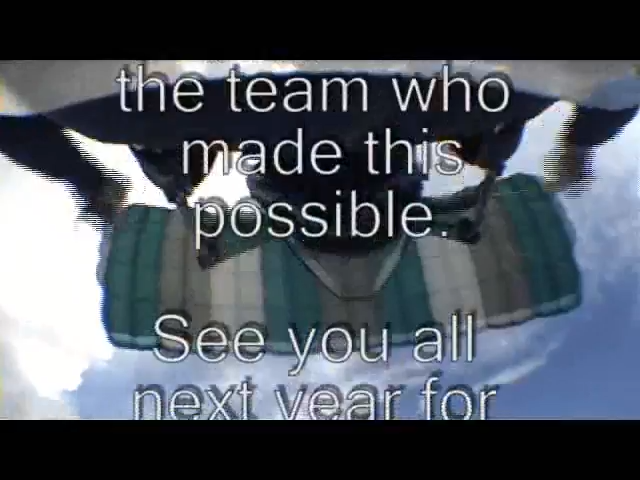 the team who
made this
possible.
See you all
next year for